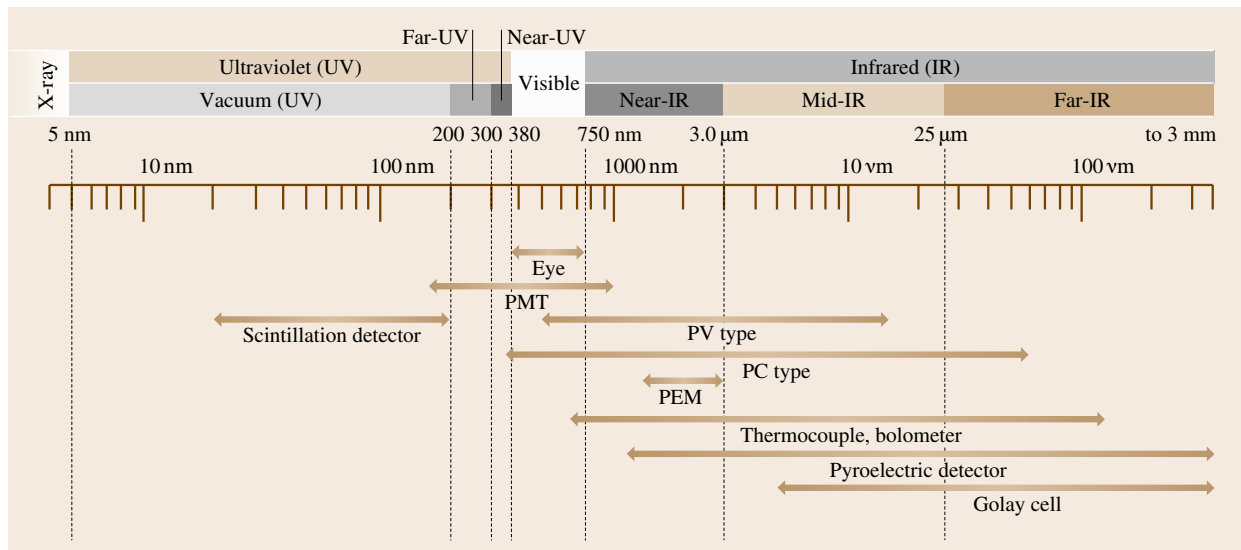 Far-UV
Near-UV
X-ray
Ultraviolet (UV)
Visible
Infrared (IR)
Vacuum (UV)
Near-IR
Mid-IR
Far-IR
5 nm
200
300
380
750 nm
3.0 µm
25 µm
to 3 mm
10 nm
100 nm
1000 nm
10 vm
100 vm
Eye
PMT
Scintillation detector
PV type
PC type
PEM
Thermocouple, bolometer
Pyroelectric detector
Golay cell